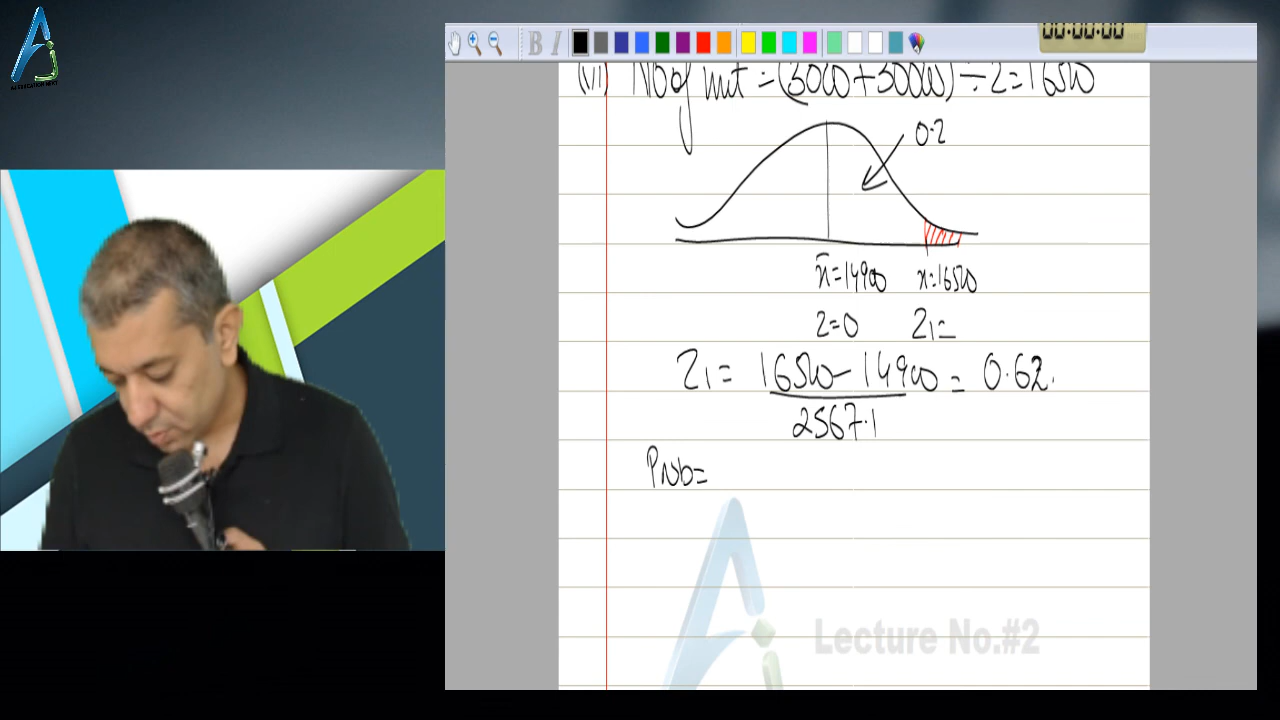 00:00:00
B I
(vii) No of unit = (3000 + 30000) ÷ 2 = 16500
0.2
x̄=14900 x=16500
Z=0 Z1=
Z1= 16500-14900 = 0.62.
2567.1
Prob=
Lecture No.#2